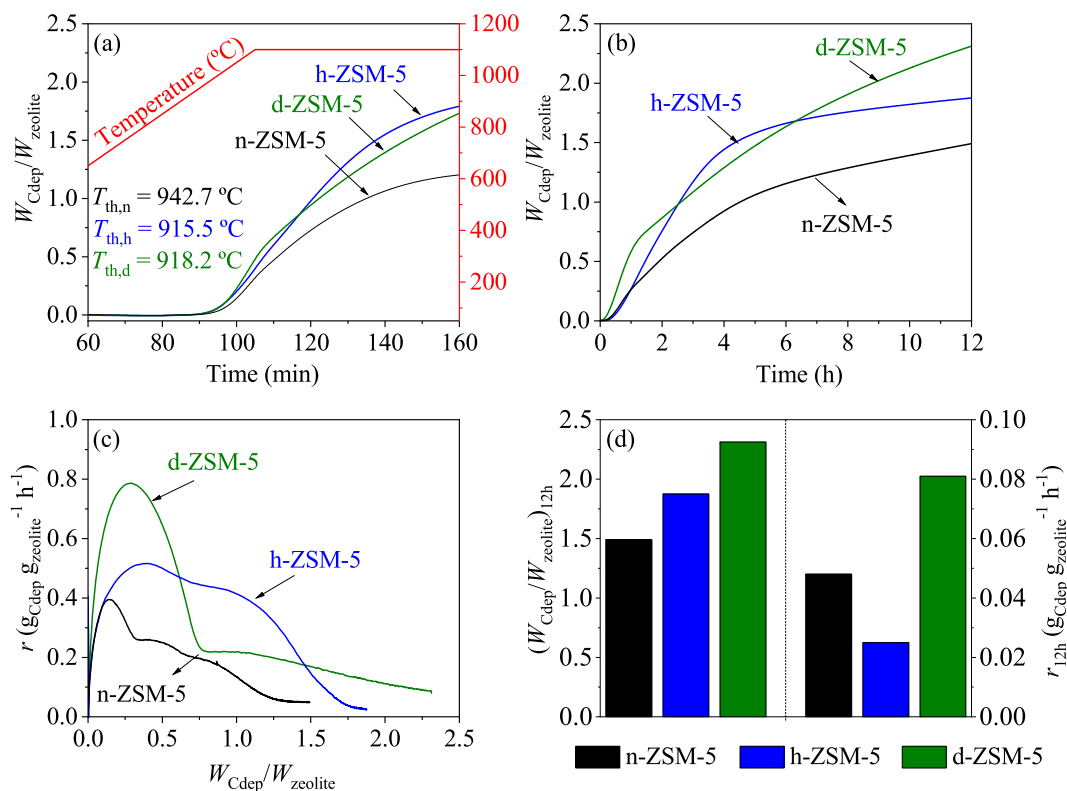 (a)
W_Cdep/W_zeolite
2.5
2.0
1.5
1.0
0.5
0.0
Temperature (ºC)
h-ZSM-5
d-ZSM-5
n-ZSM-5
T_th,n = 942.7 ºC
T_th,h = 915.5 ºC
T_th,d = 918.2 ºC
1200
1000
800
600
400
200
60 80 100 120 140 160
Time (min)
(b)
W_Cdep/W_zeolite
2.5
2.0
1.5
1.0
0.5
0.0
d-ZSM-5
h-ZSM-5
n-ZSM-5
0 2 4 6 8 10 12
Time (h)
(c)
r (g_Cdep g_zeolite^-1 h^-1)
1.0
0.8
0.6
0.4
0.2
0.0
d-ZSM-5
h-ZSM-5
n-ZSM-5
0.0 0.5 1.0 1.5 2.0 2.5
W_Cdep/W_zeolite
(d)
(W_Cdep/W_zeolite)_12h
2.5
2.0
1.5
1.0
0.5
0.0
0.10
0.08
0.06
0.04
0.02
0.00
r_12h (g_Cdep g_zeolite^-1 h^-1)
n-ZSM-5 h-ZSM-5 d-ZSM-5